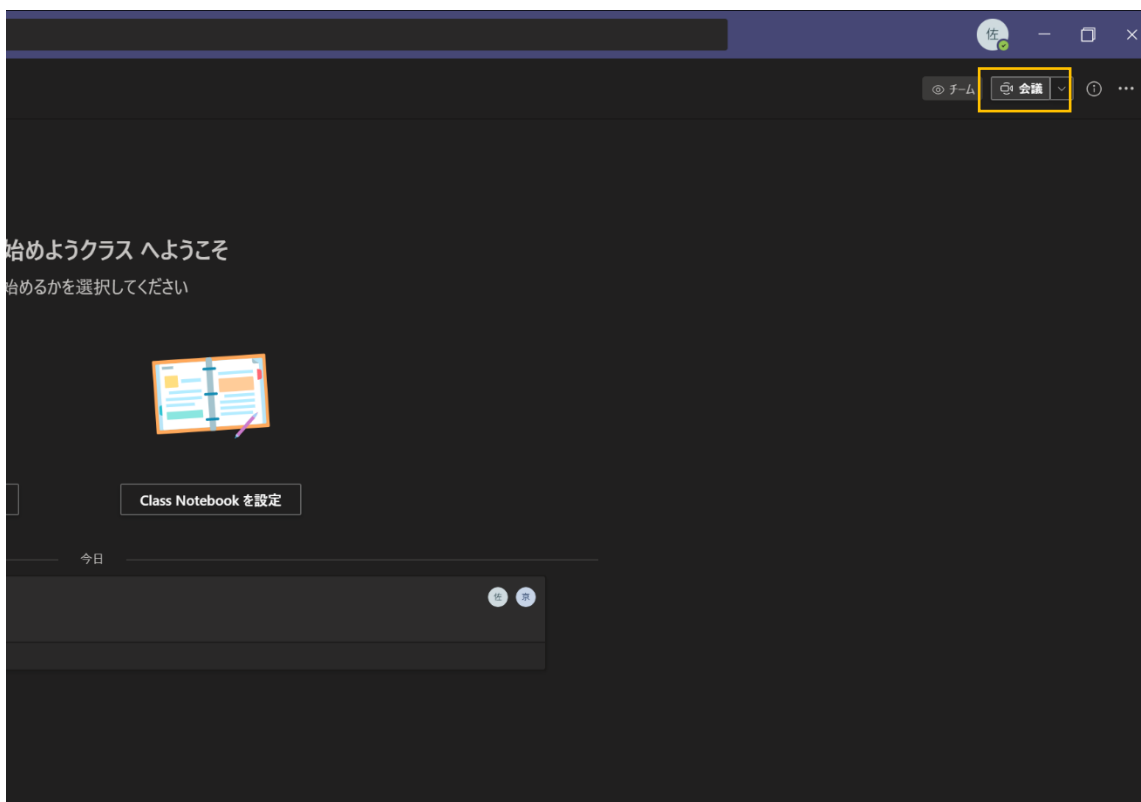 佐
チーム
会議
始めようクラス へようこそ
始めるかを選択してください
Class Notebook を設定
今日
佐 京